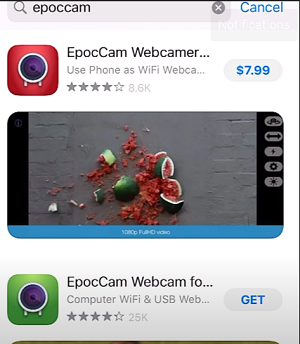 epoccam
Cancel
Notifications
EpocCam Webcamer...
Use Phone as WiFi Webca...
$7.99
8.6K
1080p FullHD video
EpocCam Webcam fo...
Computer WiFi & USB Web...
GET
25K